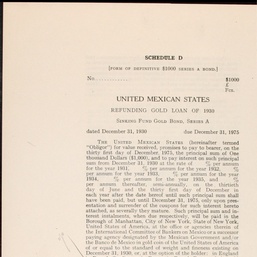 SCHEDULE D
[FORM OF DEFINITIVE $1000 SERIES A BOND.]
No. $1000
£
Fcs.
UNITED MEXICAN STATES
REFUNDING GOLD LOAN OF 1930
SINKING FUND GOLD BOND, SERIES A
dated December 31, 1930 due December 31, 1975
THE UNITED MEXICAN STATES (hereinafter termed
"Obligor") for value received, promises to pay to bearer, on the
thirty first day of December, 1975, the principal sum of One
thousand Dollars ($1,000), and to pay interest on such principal
sum from December 31, 1930 at the rate of % per annum
for the year 1931, % per annum for the year 1932, %
per annum for the year 1933, % per annum for the year
1934, % per annum for the year 1935, and %
per annum thereafter, semi-annually, on the thirtieth
day of June and the thirty first day of December in
each year after the date hereof until such principal sum shall
have been paid, but until December 31, 1975, only upon presentation
and surrender of the coupons for such interest hereto
attached, as severally they mature. Such principal sum and interest
instalments, when due respectively, will be paid in the
Borough of Manhattan, City of New York, State of New York,
United States of America, at the office or agencies therein of
the International Committee of Bankers on Mexico or a successor
paying agency designated by the Mexican Government and
the Banco de Mexico in gold coin of the United States of America
of or equal to the standard of weight and fineness existing on
December 31, 1930, or, at the option of the holder: in England